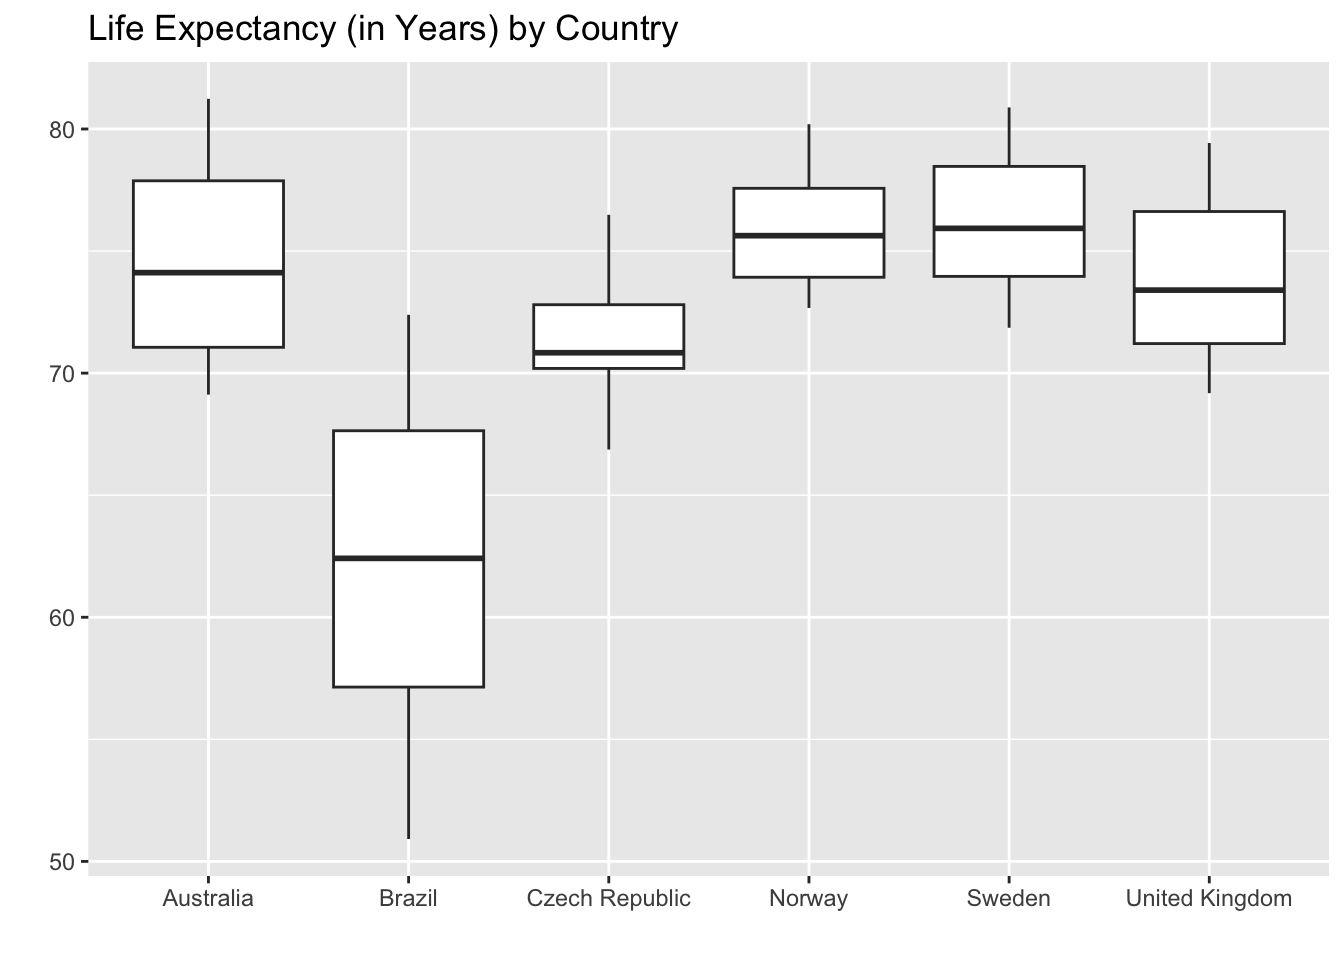 Life Expectancy (in Years) by Country
80
70
60
50
Australia Brazil Czech Republic Norway Sweden United Kingdom